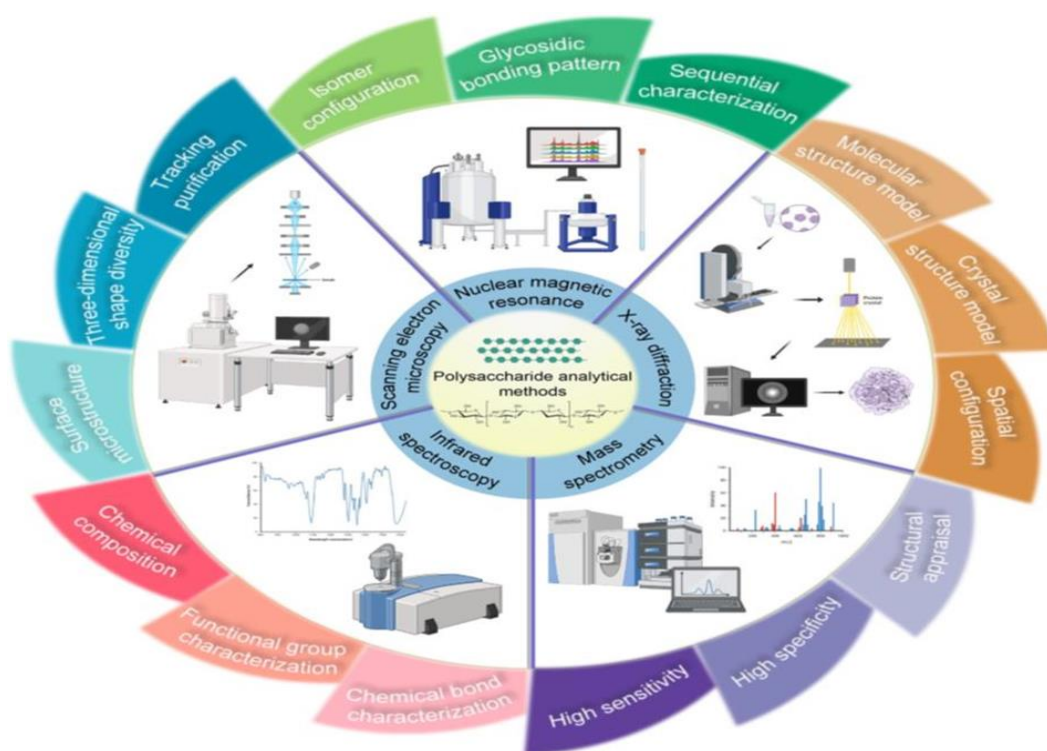 Isomer
configuration
Glycosidic
bonding pattern
Sequential
characterization
Molecular
structure model
Crystal
structure model
Spatial
configuration
Structural
appraisal
High specificity
High sensitivity
Chemical bond
characterization
Functional group
characterization
Chemical
composition
Surface
microstructure
Three-dimensional
shape diversity
Tracking
purification
Nuclear magnetic
resonance
X-ray diffraction
Mass
spectrometry
Infrared
spectroscopy
Scanning electron
microscopy
Polysaccharide analytical
methods
Protein
crystal